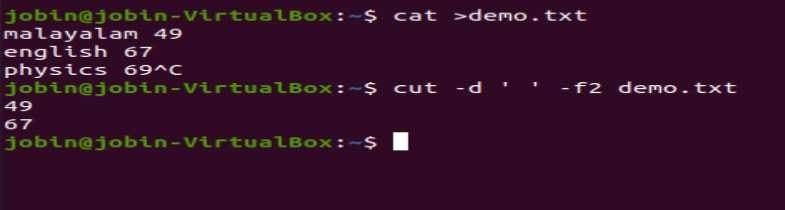 jobin@jobin-VirtualBox:~$ cat >demo.txt
malayalam 49
english 67
physics 69^C
jobin@jobin-VirtualBox:~$ cut -d ' ' -f2 demo.txt
49
67
jobin@jobin-VirtualBox:~$